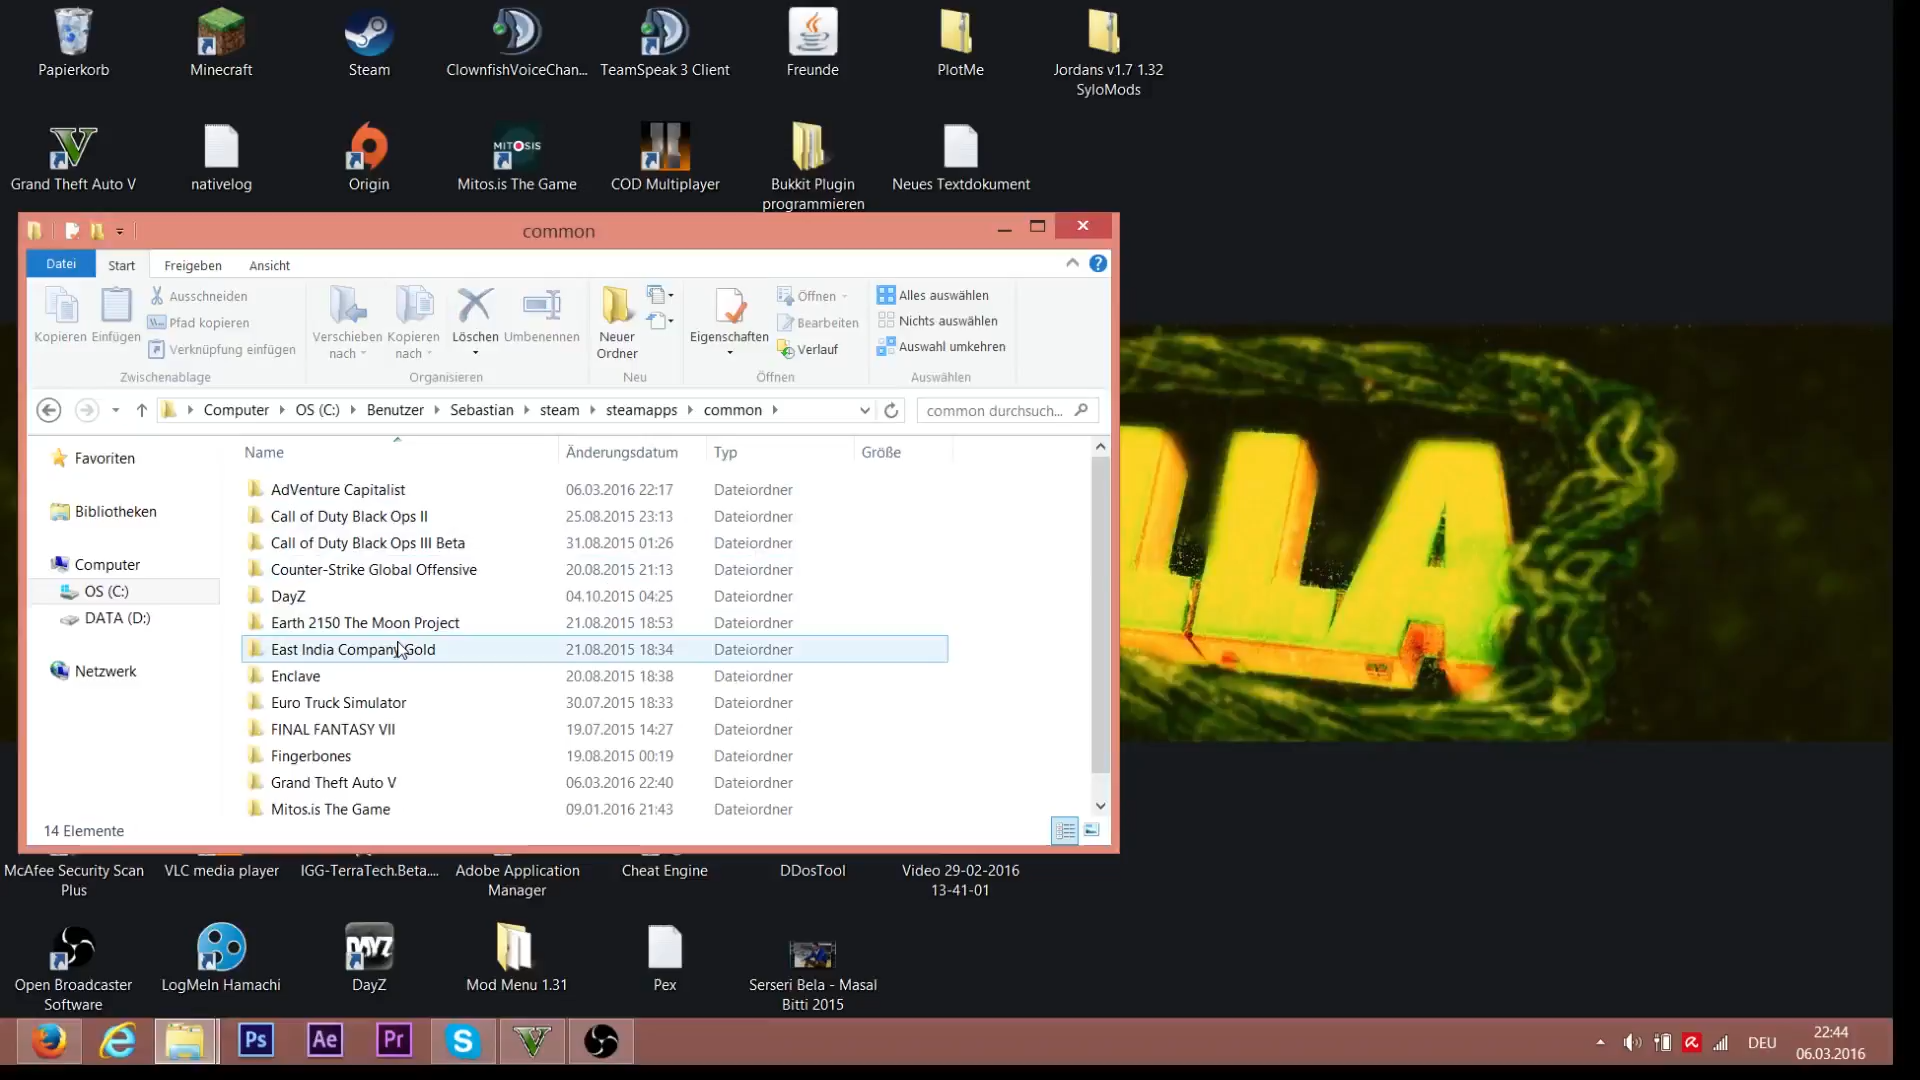 Papierkorb
Minecraft
Steam
ClownfishVoiceChan...
TeamSpeak 3 Client
Freunde
PlotMe
Jordans v1.7 1.32
SyloMods
MITOSIS
Grand Theft Auto V
nativelog
Origin
Mitos.is The Game
COD Multiplayer
Bukkit Plugin
programmieren
Neues Textdokument
common
Datei
Start
Freigeben
Ansicht
Kopieren
Einfügen
Ausschneiden
Pfad kopieren
Verknüpfung einfügen
Zwischenablage
Verschieben
nach
Kopieren
nach
Löschen
Umbenennen
Organisieren
Neuer
Ordner
Neu
Eigenschaften
Öffnen
Bearbeiten
Verlauf
Öffnen
Alles auswählen
Nichts auswählen
Auswahl umkehren
Auswählen
Computer
OS (C:)
Benutzer
Sebastian
steam
steamapps
common
common durchsuch...
Favoriten
Bibliotheken
Computer
OS (C:)
DATA (D:)
Netzwerk
Name Änderungsdatum Typ Größe
AdVenture Capitalist 06.03.2016 22:17 Dateiordner
Call of Duty Black Ops II 25.08.2015 23:13 Dateiordner
Call of Duty Black Ops III Beta 31.08.2015 01:26 Dateiordner
Counter-Strike Global Offensive 20.08.2015 21:13 Dateiordner
DayZ 04.10.2015 04:25 Dateiordner
Earth 2150 The Moon Project 21.08.2015 18:53 Dateiordner
East India Company Gold 21.08.2015 18:34 Dateiordner
Enclave 20.08.2015 18:38 Dateiordner
Euro Truck Simulator 30.07.2015 18:33 Dateiordner
FINAL FANTASY VII 19.07.2015 14:27 Dateiordner
Fingerbones 19.08.2015 00:19 Dateiordner
Grand Theft Auto V 06.03.2016 22:40 Dateiordner
Mitos.is The Game 09.01.2016 21:43 Dateiordner
14 Elemente
LLA
McAfee Security Scan
Plus
VLC media player
IGG-TerraTech.Beta....
Adobe Application
Manager
Cheat Engine
DDosTool
Video 29-02-2016
13-41-01
Open Broadcaster
Software
LogMeIn Hamachi
DAYZ
DayZ
Mod Menu 1.31
Pex
Serseri Bela - Masal
Bitti 2015
Ps
Ae
Pr
DEU
22:44
06.03.2016